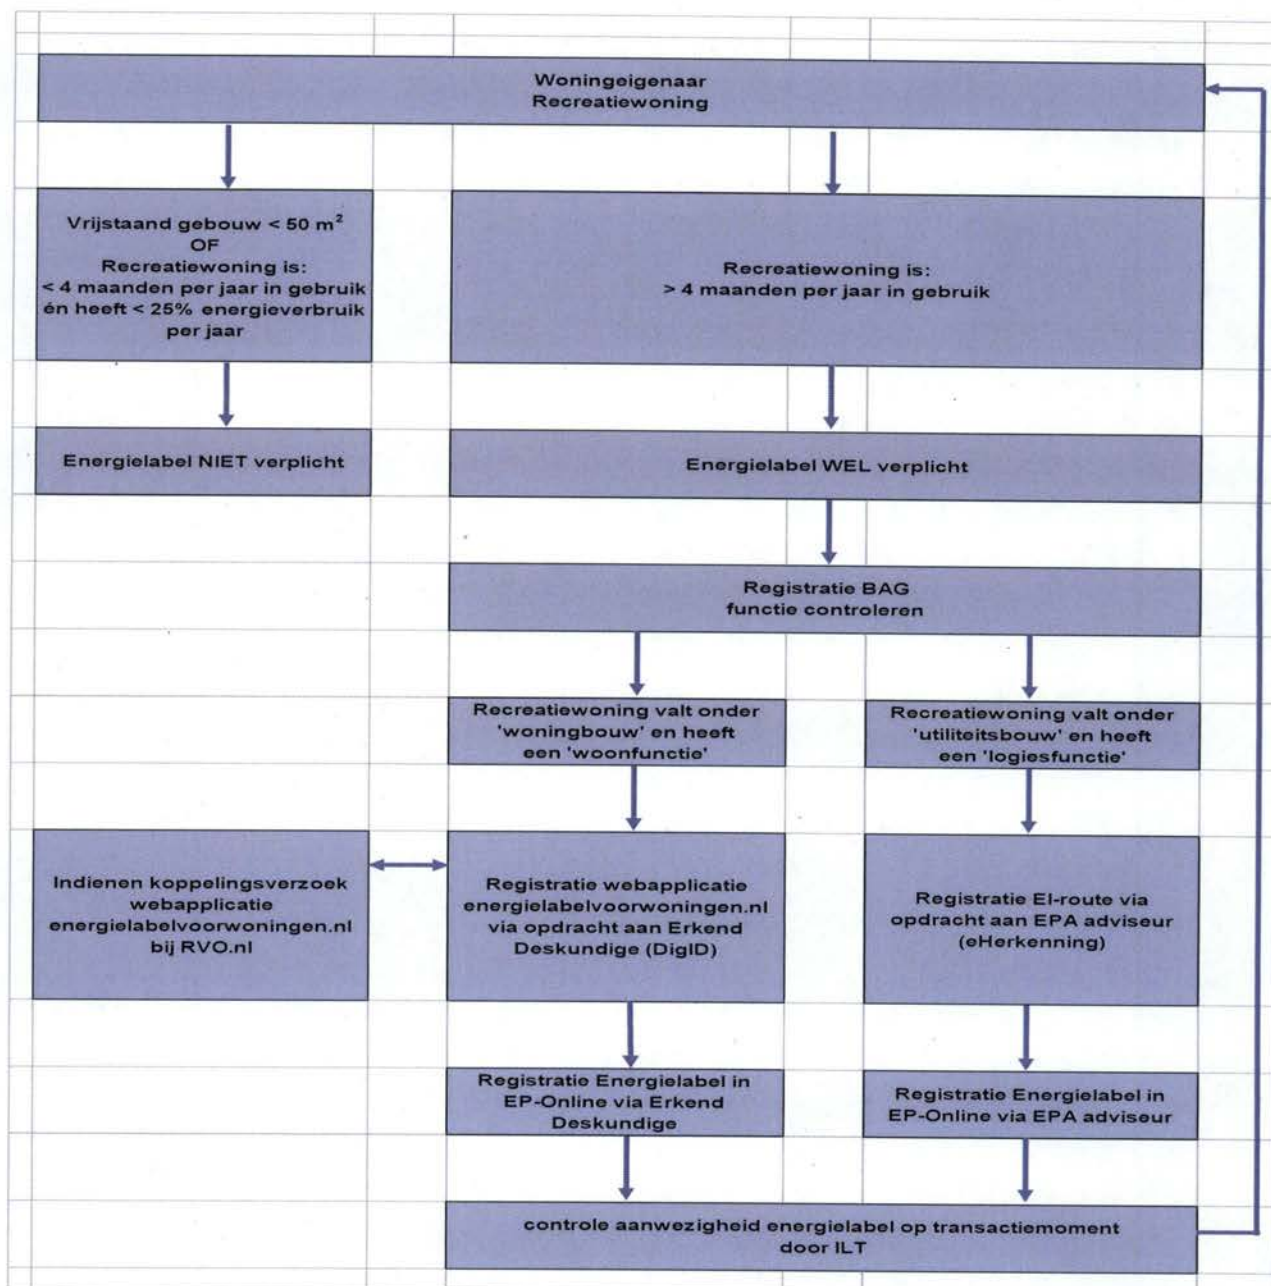 Woningeigenaar
Recreatiewoning
Vrijstaand gebouw < 50 m²
OF
Recreatiewoning is:
< 4 maanden per jaar in gebruik
én heeft < 25% energieverbruik
per jaar
Recreatiewoning is:
> 4 maanden per jaar in gebruik
Energielabel NIET verplicht
Energielabel WEL verplicht
Registratie BAG
functie controleren
Recreatiewoning valt onder
'woningbouw' en heeft
een 'woonfunctie'
Recreatiewoning valt onder
'utiliteitsbouw' en heeft
een 'logiesfunctie'
Indienen koppelingsverzoek
webapplicatie
energielabelvoorwoningen.nl
bij RVO.nl
Registratie webapplicatie
energielabelvoorwoningen.nl
via opdracht aan Erkend
Deskundige (DigID)
Registratie EI-route via
opdracht aan EPA adviseur
(eHerkenning)
Registratie Energielabel in
EP-Online via Erkend
Deskundige
Registratie Energielabel in
EP-Online via EPA adviseur
controle aanwezigheid energielabel op transactiemoment
door ILT